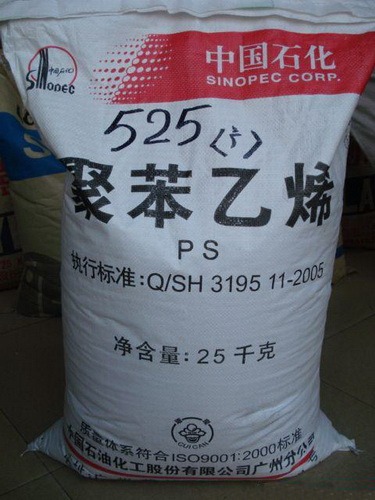 中国石化
SINOPEC CORP.
SINOPEC
525
聚苯乙烯
PS
执行标准:Q/SH 3195 11-2005
净含量: 25 千克
GUICAN
质量体系符合ISO9001:2000标准
中国石油化工股份有限公司广州分公司